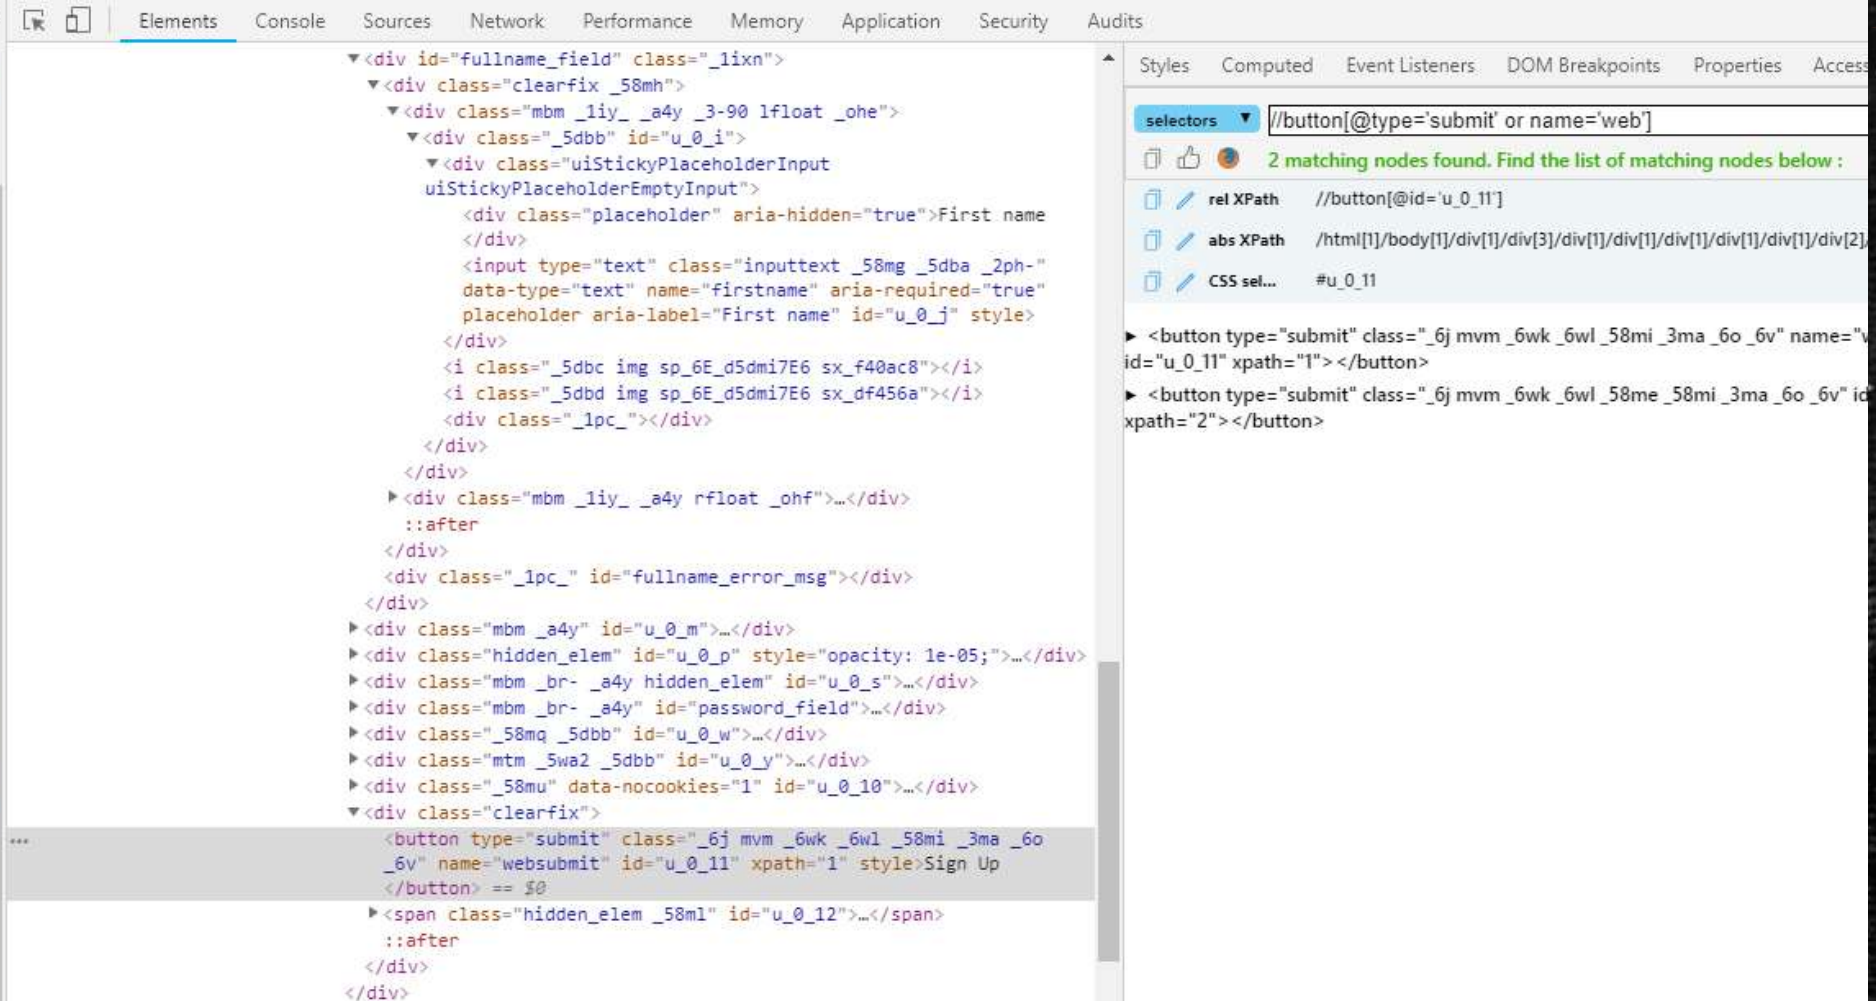 Elements Console Sources Network Performance Memory Application Security Audits
<div id="fullname_field" class="_1ixn">
<div class="clearfix _58mh">
<div class="mbm _1iy_ _a4y _3-90 lfloat _ohe">
<div class="_5dbb" id="u_0_i">
<div class="uiStickyPlaceholderInput
uiStickyPlaceholderEmptyInput">
<div class="placeholder" aria-hidden="true">First name
</div>
<input type="text" class="inputtext _58mg _5dba _2ph-"
data-type="text" name="firstname" aria-required="true"
placeholder aria-label="First name" id="u_0_j" style>
</div>
<i class="_5dbc img sp_6E_d5dmi7E6 sx_f40ac8"></i>
<i class="_5dbd img sp_6E_d5dmi7E6 sx_df456a"></i>
<div class="_1pc_"></div>
</div>
</div>
<div class="mbm _1iy_ _a4y rfloat _ohf">…</div>
::after
</div>
<div class="_1pc_" id="fullname_error_msg"></div>
</div>
<div class="mbm _a4y" id="u_0_m">…</div>
<div class="hidden_elem" id="u_0_p" style="opacity: 1e-05;">…</div>
<div class="mbm _br- _a4y hidden_elem" id="u_0_s">…</div>
<div class="mbm _br- _a4y" id="password_field">…</div>
<div class="_58mq _5dbb" id="u_0_w">…</div>
<div class="mtm _5wa2 _5dbb" id="u_0_y">…</div>
<div class="_58mu" data-nocookies="1" id="u_0_10">…</div>
<div class="clearfix">
<button type="submit" class="_6j mvm _6wk _6wl _58mi _3ma _6o
_6v" name="websubmit" id="u_0_11" xpath="1" style>Sign Up
</button> == $0
<span class="hidden_elem _58ml" id="u_0_12">…</span>
::after
</div>
</div>
Styles Computed Event Listeners DOM Breakpoints Properties Access
selectors //button[@type='submit' or name='web']
2 matching nodes found. Find the list of matching nodes below :
rel XPath //button[@id='u_0_11']
abs XPath /html[1]/body[1]/div[1]/div[3]/div[1]/div[1]/div[1]/div[1]/div[1]/div[2]/
CSS sel... #u_0_11
<button type="submit" class="_6j mvm _6wk _6wl _58mi _3ma _6o _6v" name="w
id="u_0_11" xpath="1"></button>
<button type="submit" class="_6j mvm _6wk _6wl _58me _58mi _3ma _6o _6v" id
xpath="2"></button>